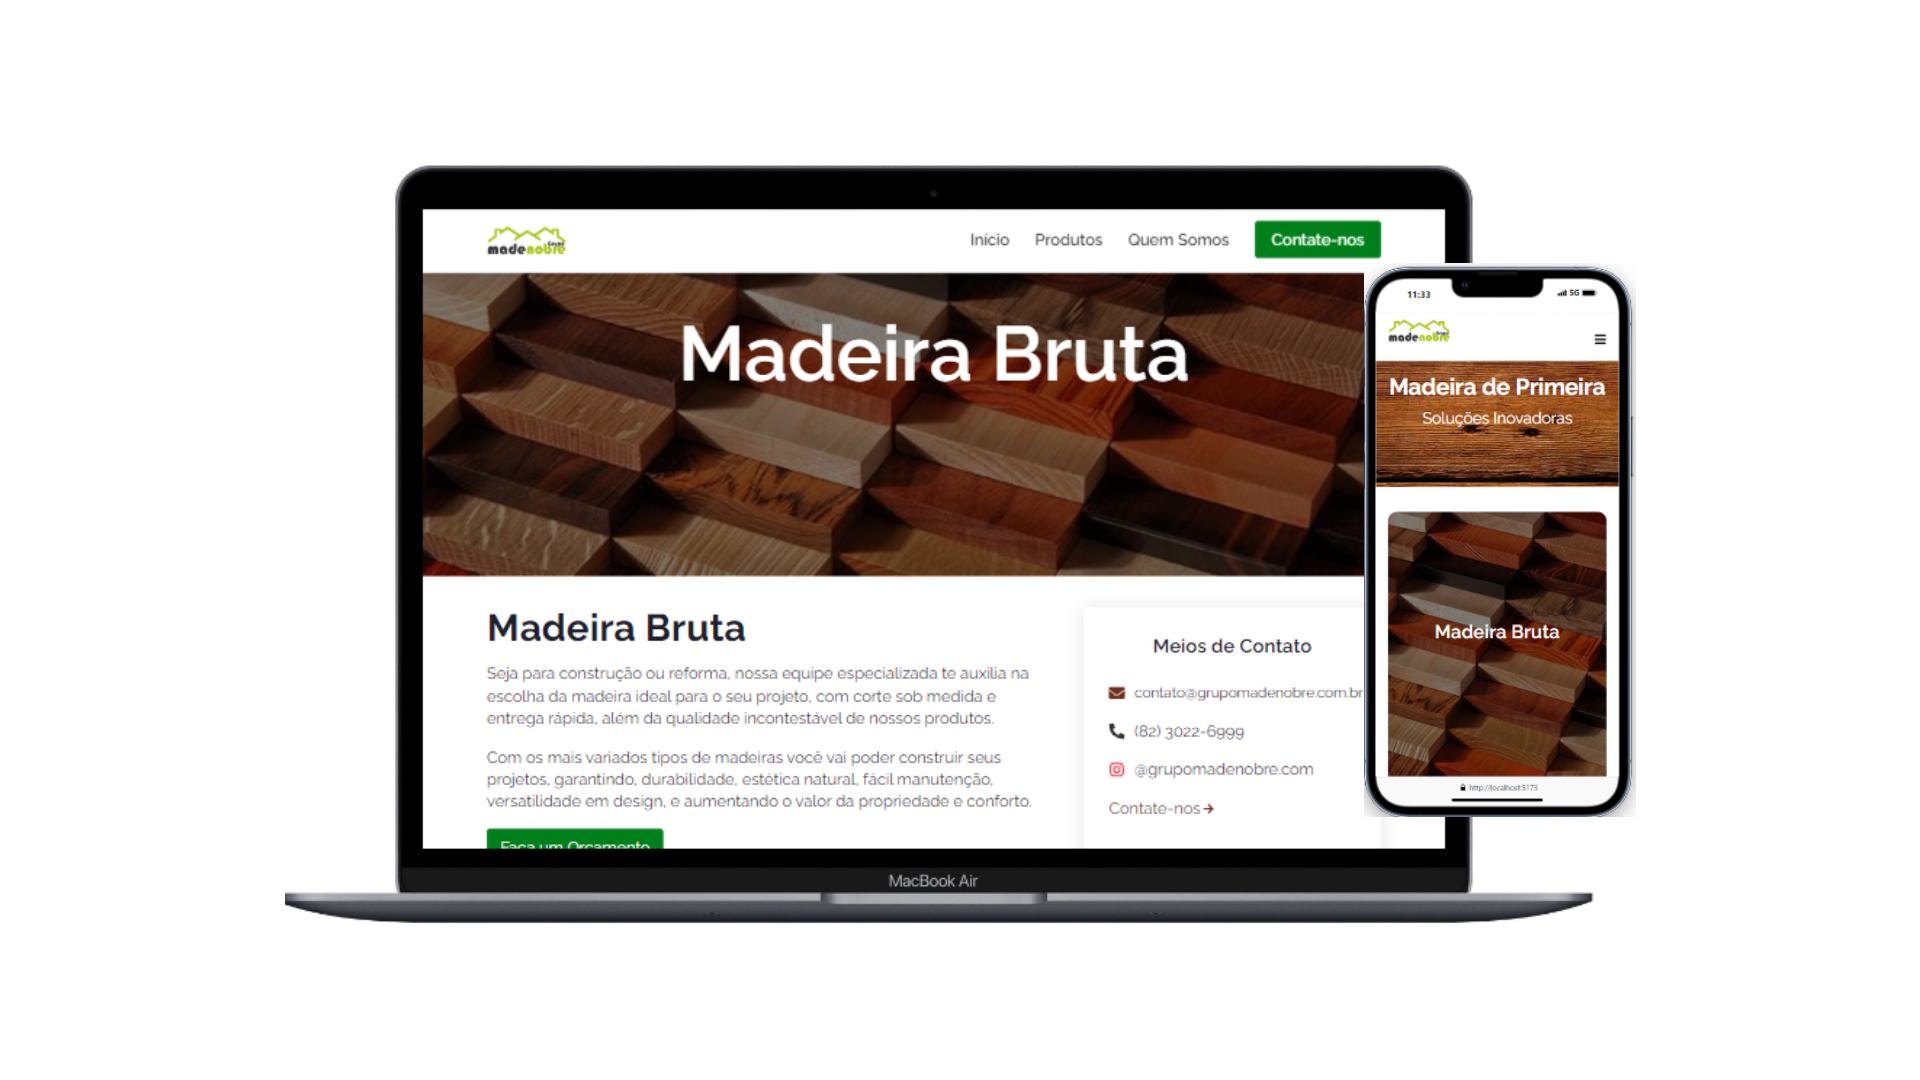 Grupo
madenobre
Início Produtos Quem Somos Contate-nos
Madeira Bruta
Madeira Bruta
Seja para construção ou reforma, nossa equipe especializada te auxilia na
escolha da madeira ideal para o seu projeto, com corte sob medida e
entrega rápida, além da qualidade incontestável de nossos produtos.
Com os mais variados tipos de madeiras você vai poder construir seus
projetos, garantindo, durabilidade, estética natural, fácil manutenção,
versatilidade em design, e aumentando o valor da propriedade e conforto.
Faça um Orçamento
Meios de Contato
contato@grupomadenobre.com.br
(82) 3022-6999
@grupomadenobre.com
Contate-nos
MacBook Air
11:33
5G
Grupo
madenobre
Madeira de Primeira
Soluções Inovadoras
Madeira Bruta
http://localhost:5173